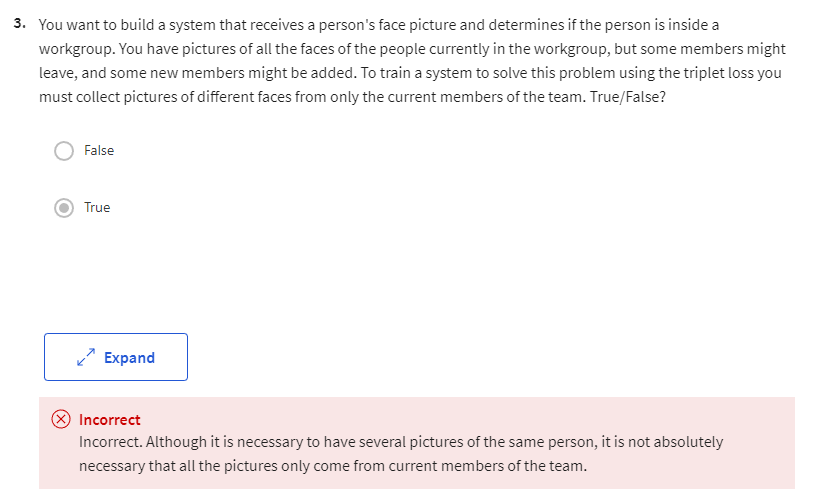 3. You want to build a system that receives a person's face picture and determines if the person is inside a
workgroup. You have pictures of all the faces of the people currently in the workgroup, but some members might
leave, and some new members might be added. To train a system to solve this problem using the triplet loss you
must collect pictures of different faces from only the current members of the team. True/False?
False
True
Expand
Incorrect
Incorrect. Although it is necessary to have several pictures of the same person, it is not absolutely
necessary that all the pictures only come from current members of the team.